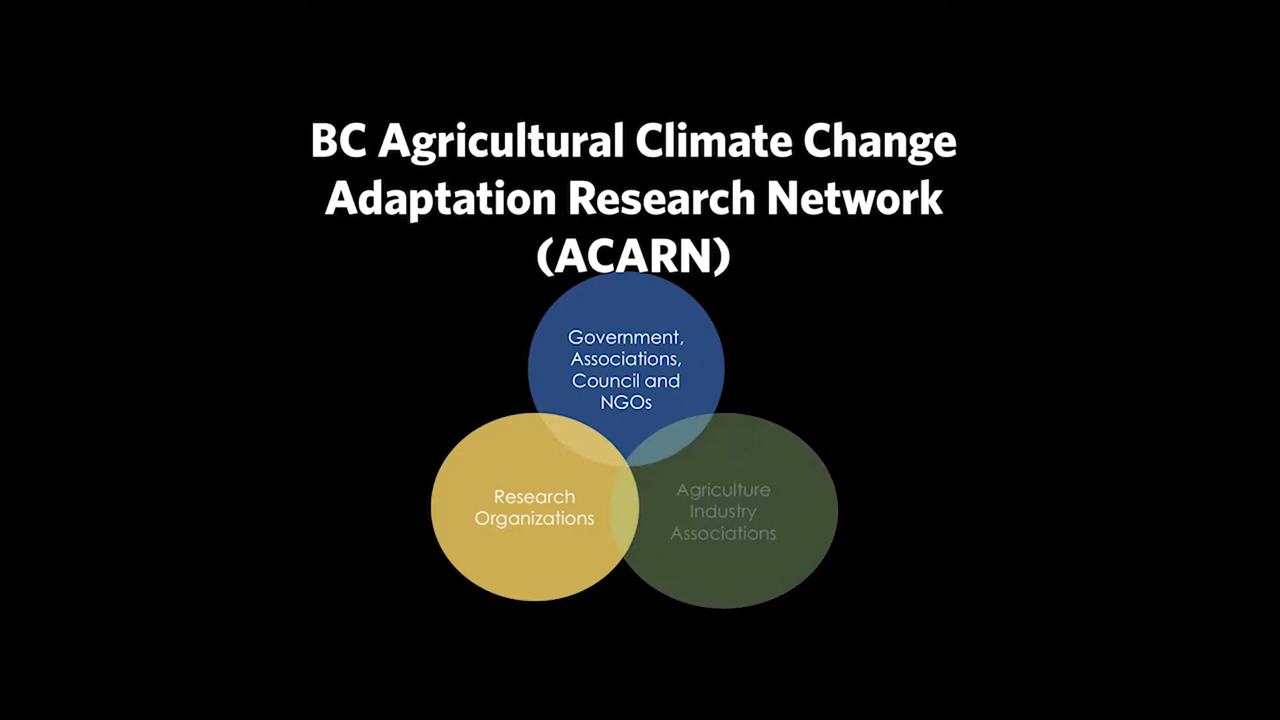 BC Agricultural Climate Change
Adaptation Research Network
(ACARN)
Government,
Associations,
Council and
NGOs
Research
Organizations
Agriculture
Industry
Associations